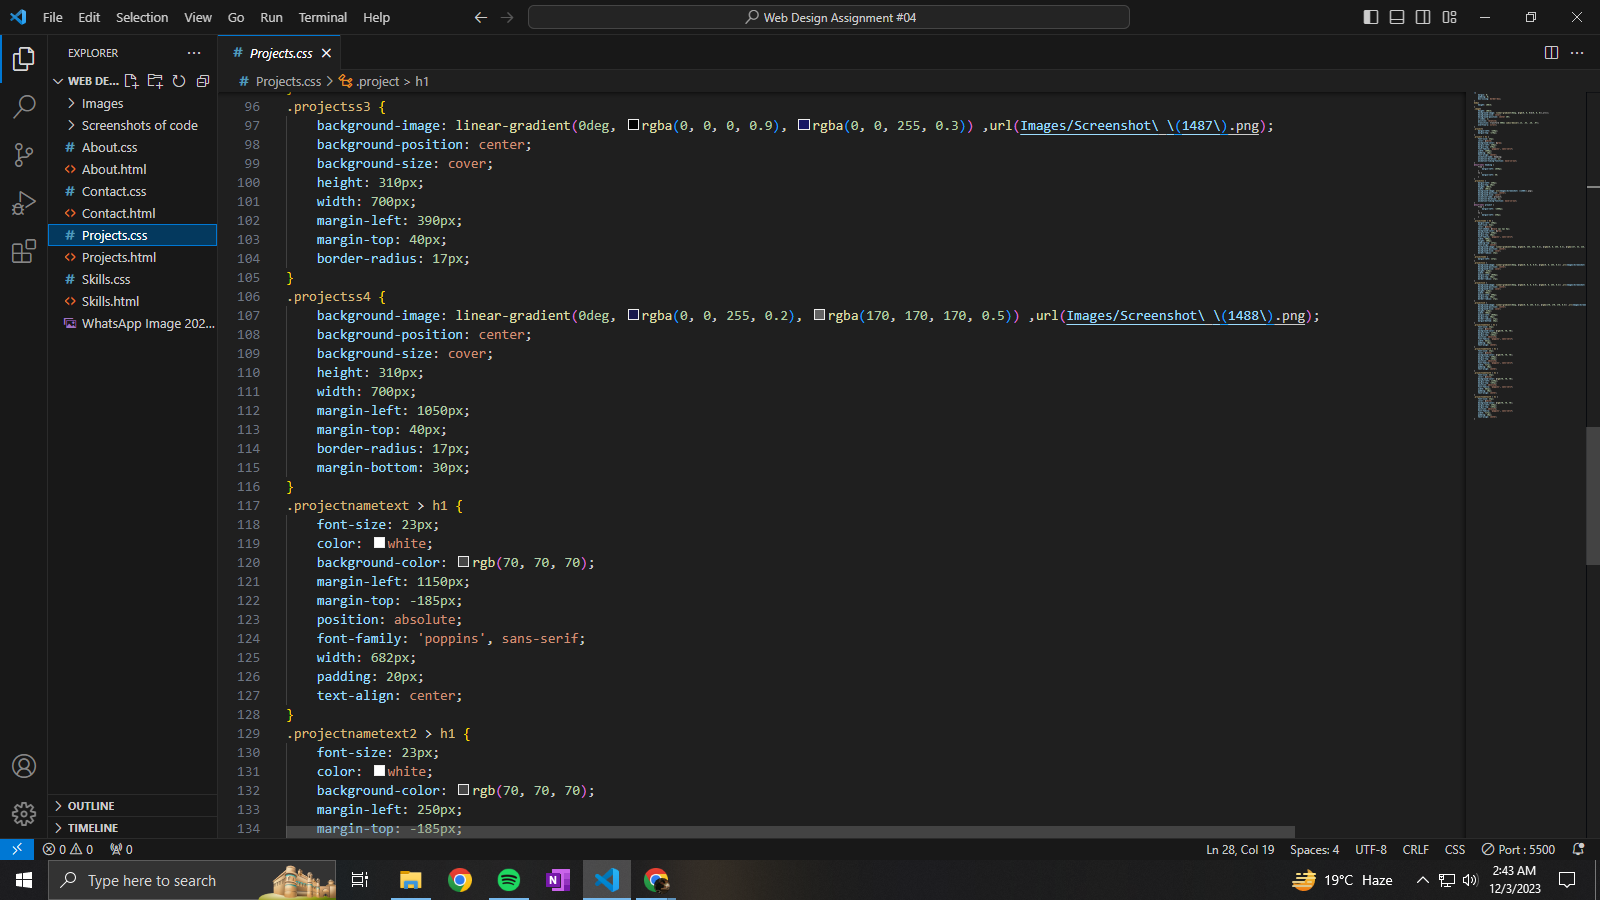 File Edit Selection View Go Run Terminal Help
Web Design Assignment #04
EXPLORER
WEB DE...
Images
Screenshots of code
# About.css
<> About.html
# Contact.css
<> Contact.html
# Projects.css
<> Projects.html
# Skills.css
<> Skills.html
WhatsApp Image 202...
OUTLINE
TIMELINE
# Projects.css
# Projects.css > .project > h1
96 .projectss3 {
97 background-image: linear-gradient(0deg, rgba(0, 0, 0, 0.9), rgba(0, 0, 255, 0.3)) ,url(Images/Screenshot\ \(1487\).png);
98 background-position: center;
99 background-size: cover;
100 height: 310px;
101 width: 700px;
102 margin-left: 390px;
103 margin-top: 40px;
104 border-radius: 17px;
105 }
106 .projectss4 {
107 background-image: linear-gradient(0deg, rgba(0, 0, 255, 0.2), rgba(170, 170, 170, 0.5)) ,url(Images/Screenshot\ \(1488\).png);
108 background-position: center;
109 background-size: cover;
110 height: 310px;
111 width: 700px;
112 margin-left: 1050px;
113 margin-top: 40px;
114 border-radius: 17px;
115 margin-bottom: 30px;
116 }
117 .projectnametext > h1 {
118 font-size: 23px;
119 color: white;
120 background-color: rgb(70, 70, 70);
121 margin-left: 1150px;
122 margin-top: -185px;
123 position: absolute;
124 font-family: 'poppins', sans-serif;
125 width: 682px;
126 padding: 20px;
127 text-align: center;
128 }
129 .projectnametext2 > h1 {
130 font-size: 23px;
131 color: white;
132 background-color: rgb(70, 70, 70);
133 margin-left: 250px;
134 margin-top: -185px;
0 0 0
Ln 28, Col 19 Spaces: 4 UTF-8 CRLF CSS Port : 5500
Type here to search
19°C Haze
2:43 AM
12/3/2023